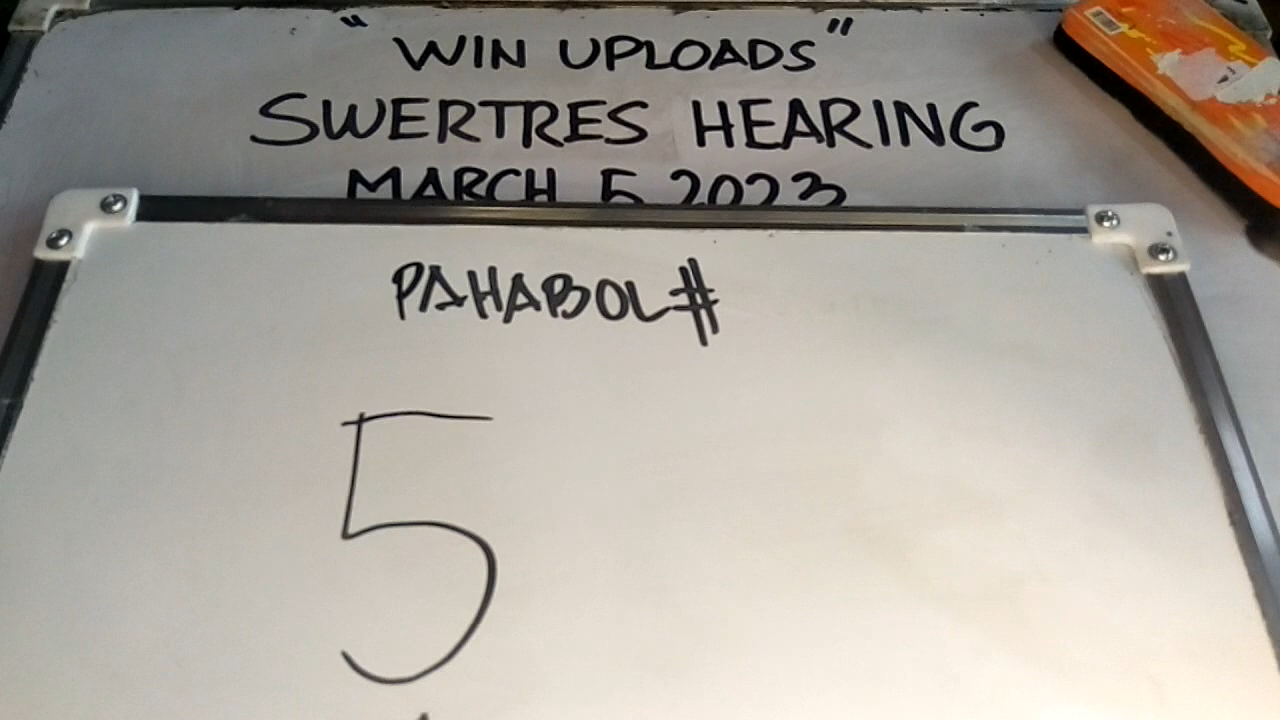 "WIN UPLOADS"
SWERTRES HEARING
MARCH 5 2023
PAHABOL#
5